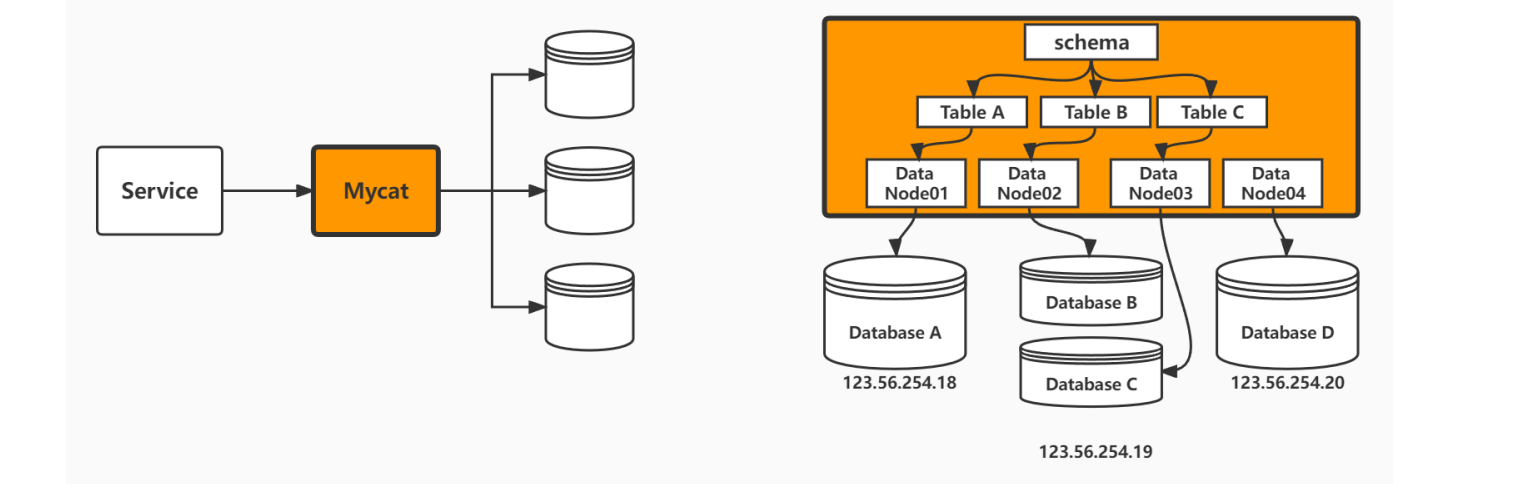 Service
Mycat
schema
Table A
Table B
Table C
Data
Node01
Data
Node02
Data
Node03
Data
Node04
Database A
123.56.254.18
Database B
Database C
123.56.254.19
Database D
123.56.254.20